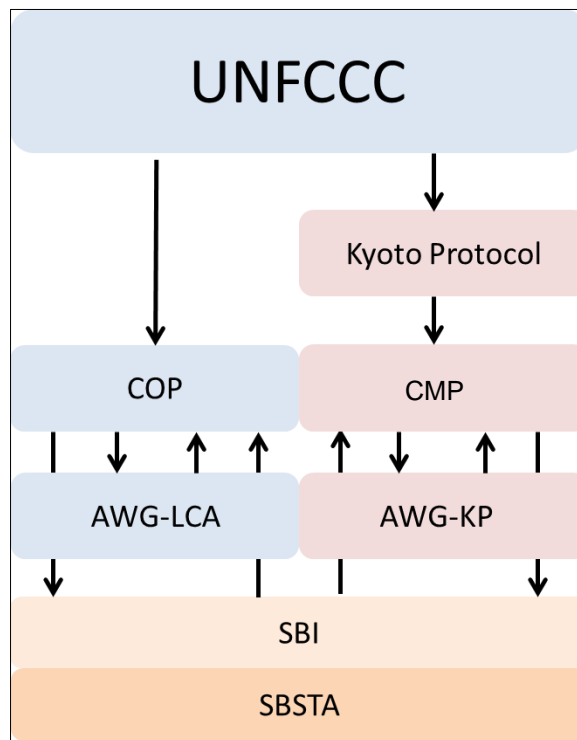 UNFCCC
Kyoto Protocol
COP
CMP
AWG-LCA
AWG-KP
SBI
SBSTA